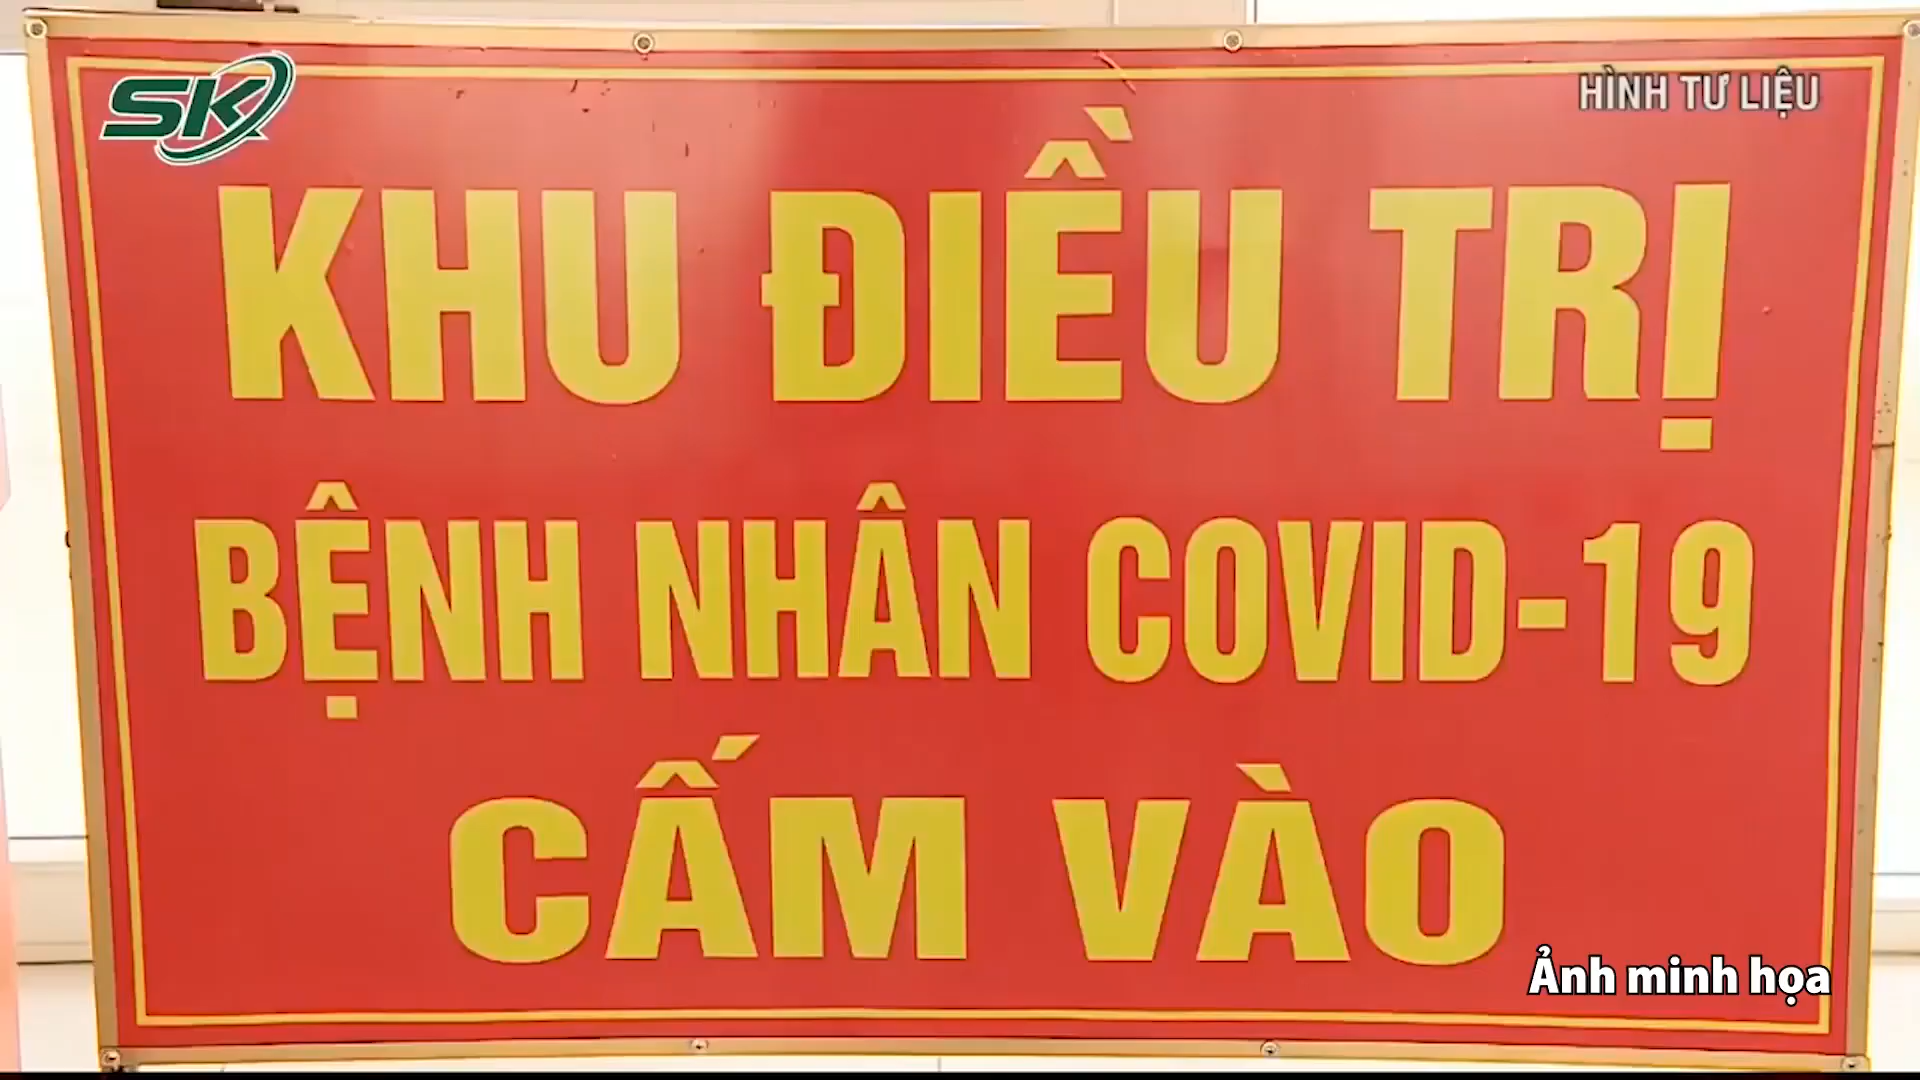 SK
HÌNH TƯ LIỆU
KHU ĐIỀU TRỊ
BỆNH NHÂN COVID-19
CẤM VÀO
Ảnh minh họa